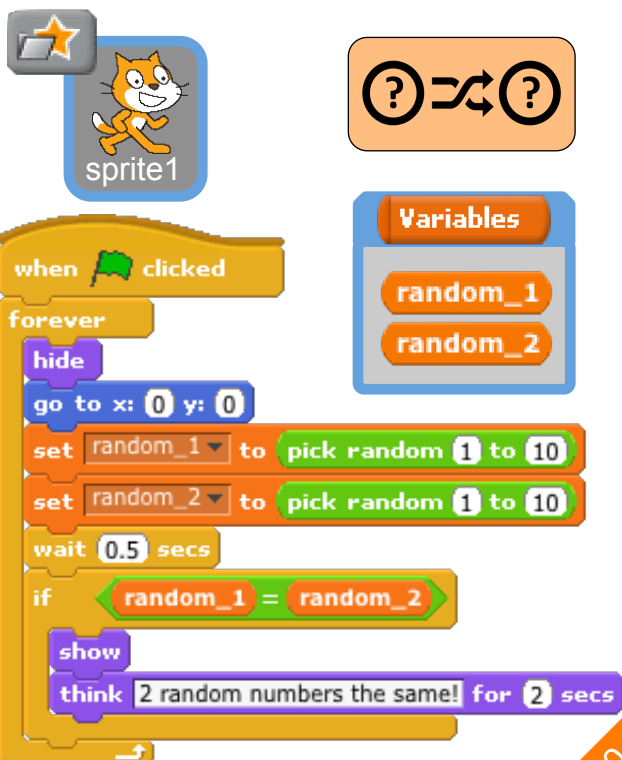 sprite1
? ?
Variables
random_1
random_2
when clicked
forever
hide
go to x: 0 y: 0
set random_1 to pick random 1 to 10
set random_2 to pick random 1 to 10
wait 0.5 secs
if random_1 = random_2
show
think 2 random numbers the same! for 2 secs